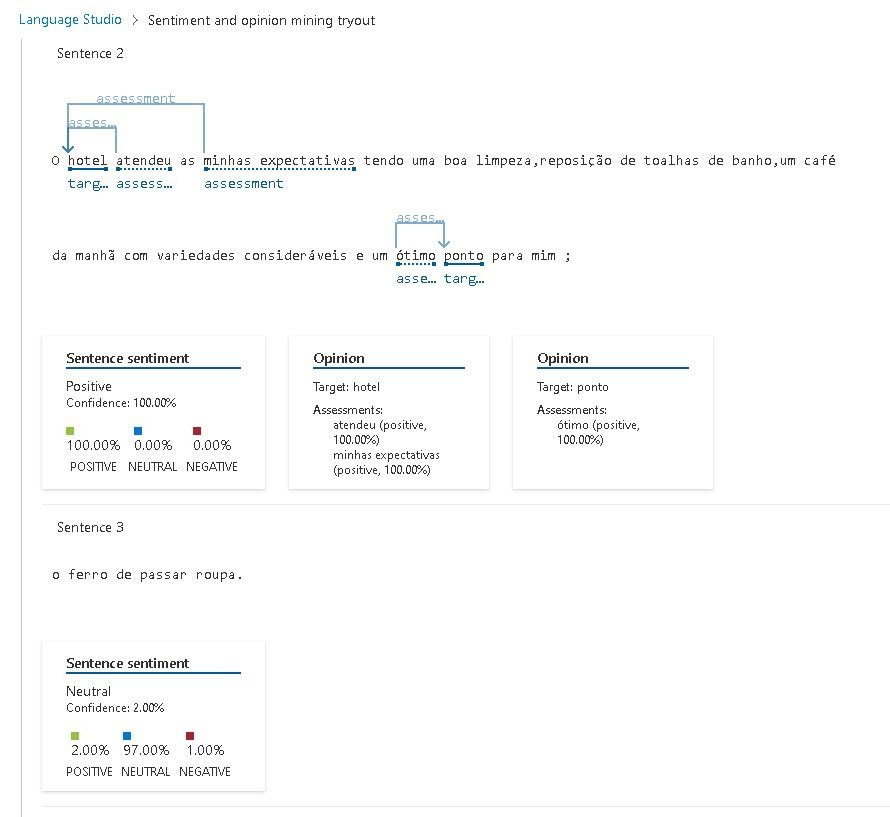 Language Studio > Sentiment and opinion mining tryout
Sentence 2
assessment
asses...
O hotel atendeu as minhas expectativas tendo uma boa limpeza,reposição de toalhas de banho,um café
targ... assess... assessment
asses...
da manhã com variedades consideráveis e um ótimo ponto para mim ;
asse... targ...
Sentence sentiment
Positive
Confidence: 100.00%
100.00% 0.00% 0.00%
POSITIVE NEUTRAL NEGATIVE
Opinion
Target: hotel
Assessments:
atendeu (positive,
100.00%)
minhas expectativas
(positive, 100.00%)
Opinion
Target: ponto
Assessments:
ótimo (positive,
100.00%)
Sentence 3
o ferro de passar roupa.
Sentence sentiment
Neutral
Confidence: 2.00%
2.00% 97.00% 1.00%
POSITIVE NEUTRAL NEGATIVE